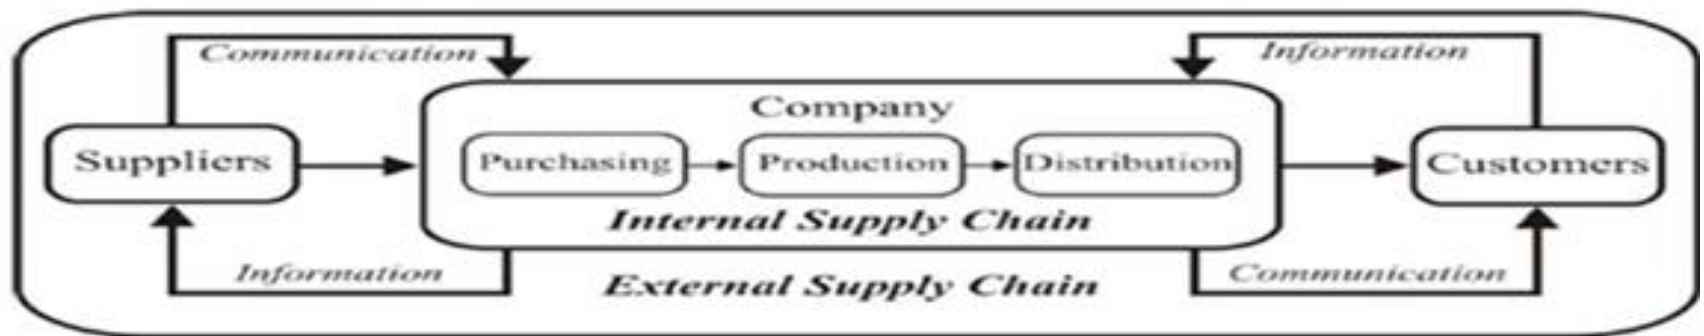 Communication
Information
Company
Suppliers
Purchasing
Production
Distribution
Customers
Internal Supply Chain
Information
External Supply Chain
Communication